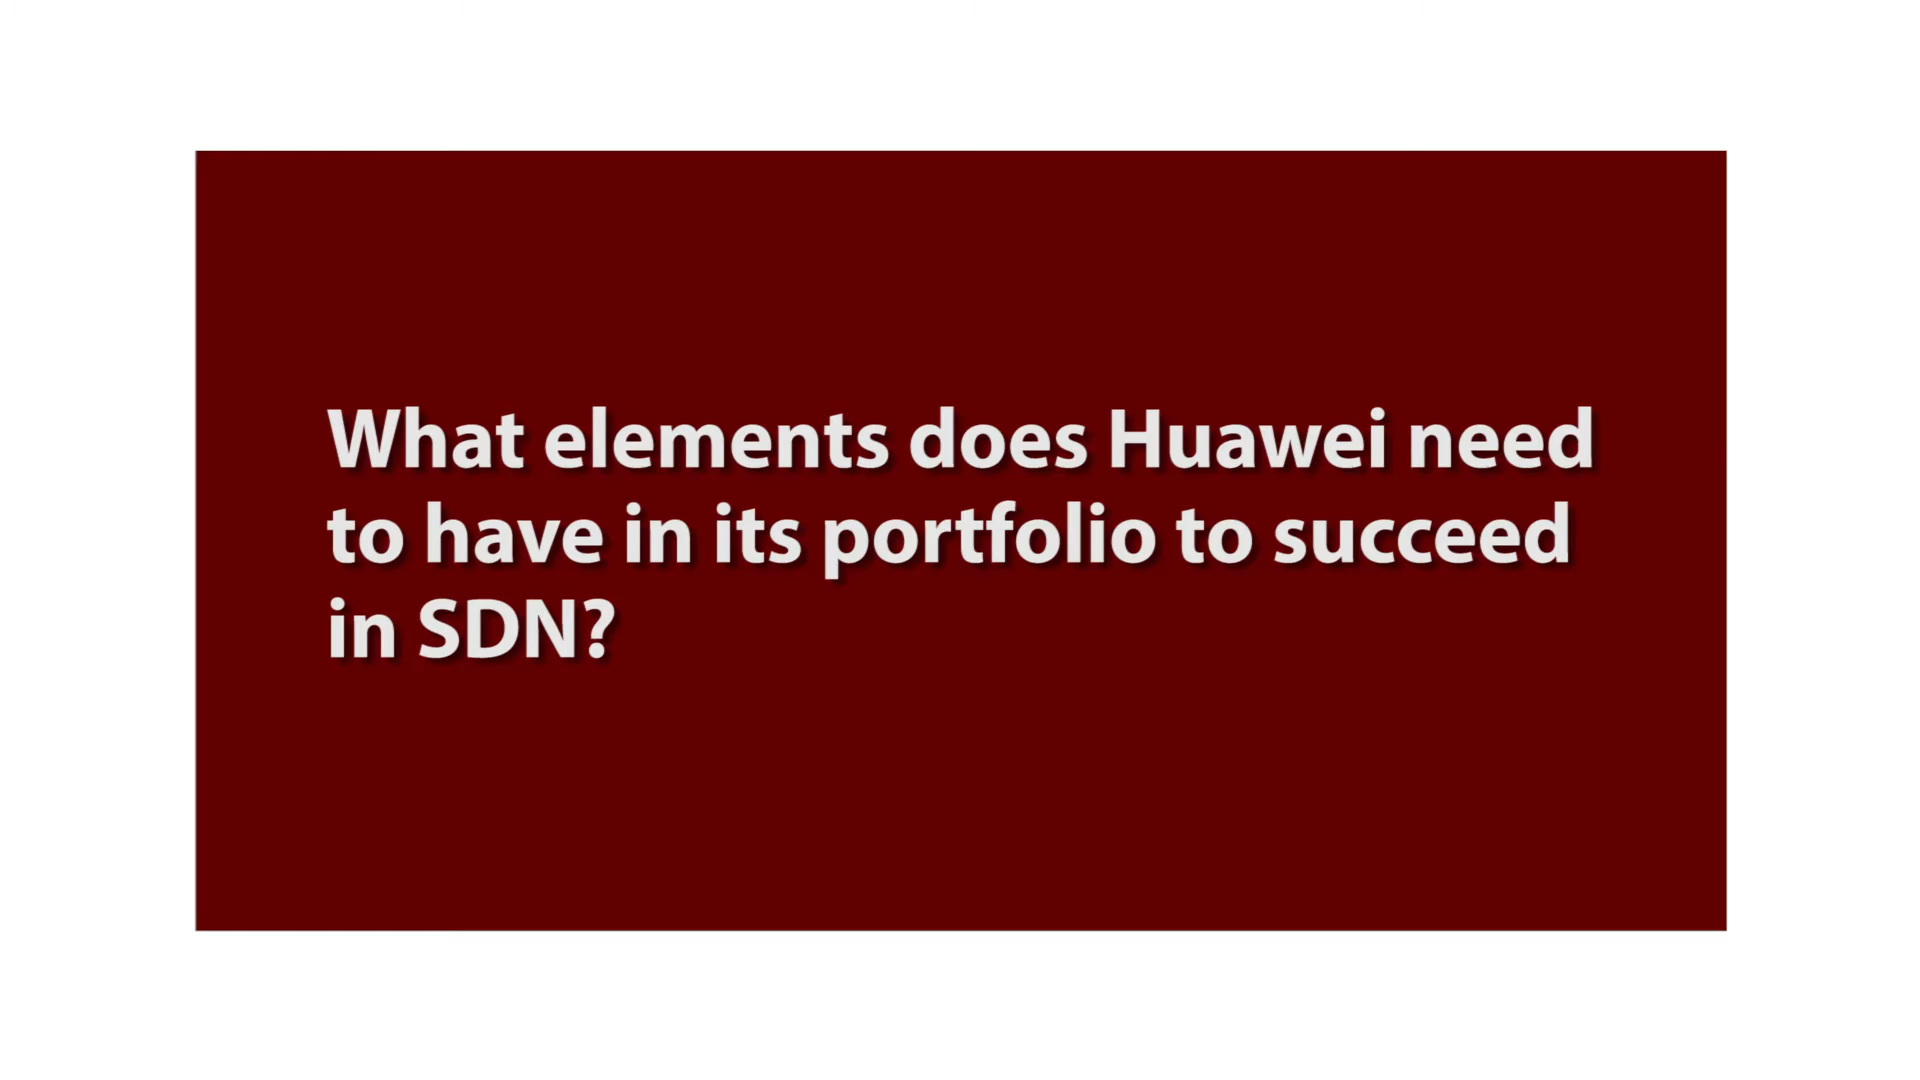 What elements does Huawei need
to have in its portfolio to succeed
in SDN?